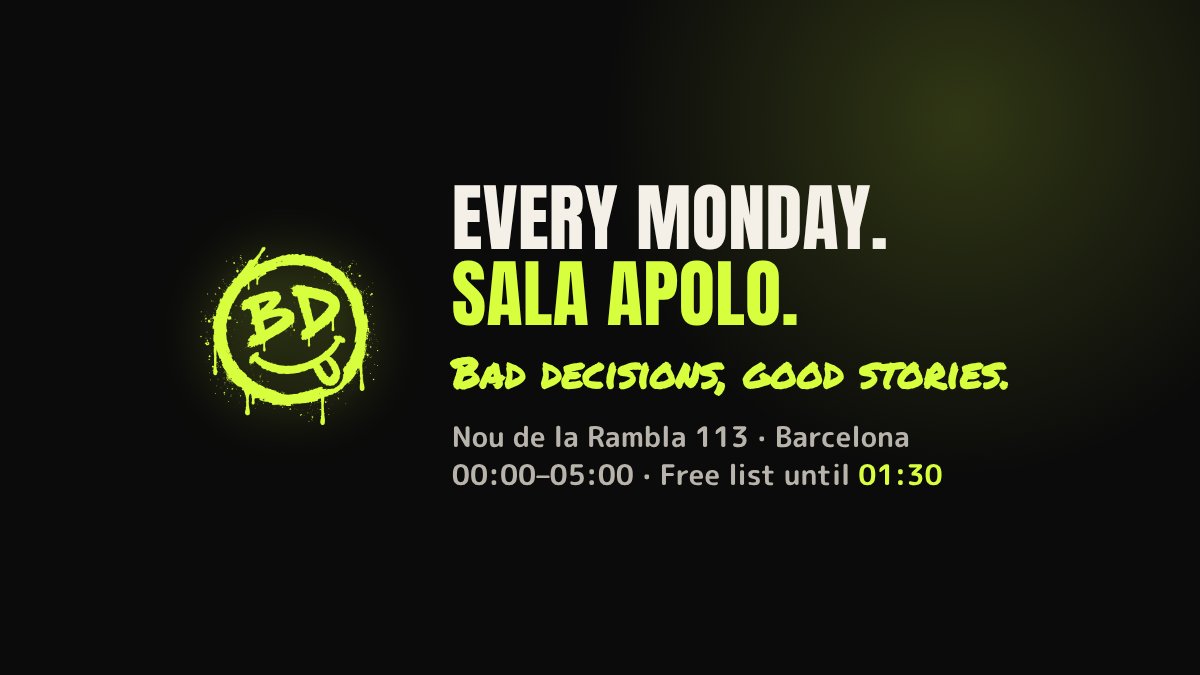 BD
EVERY MONDAY.
SALA APOLO.
BAD DECISIONS, GOOD STORIES.
Nou de la Rambla 113 · Barcelona
00:00–05:00 · Free list until 01:30